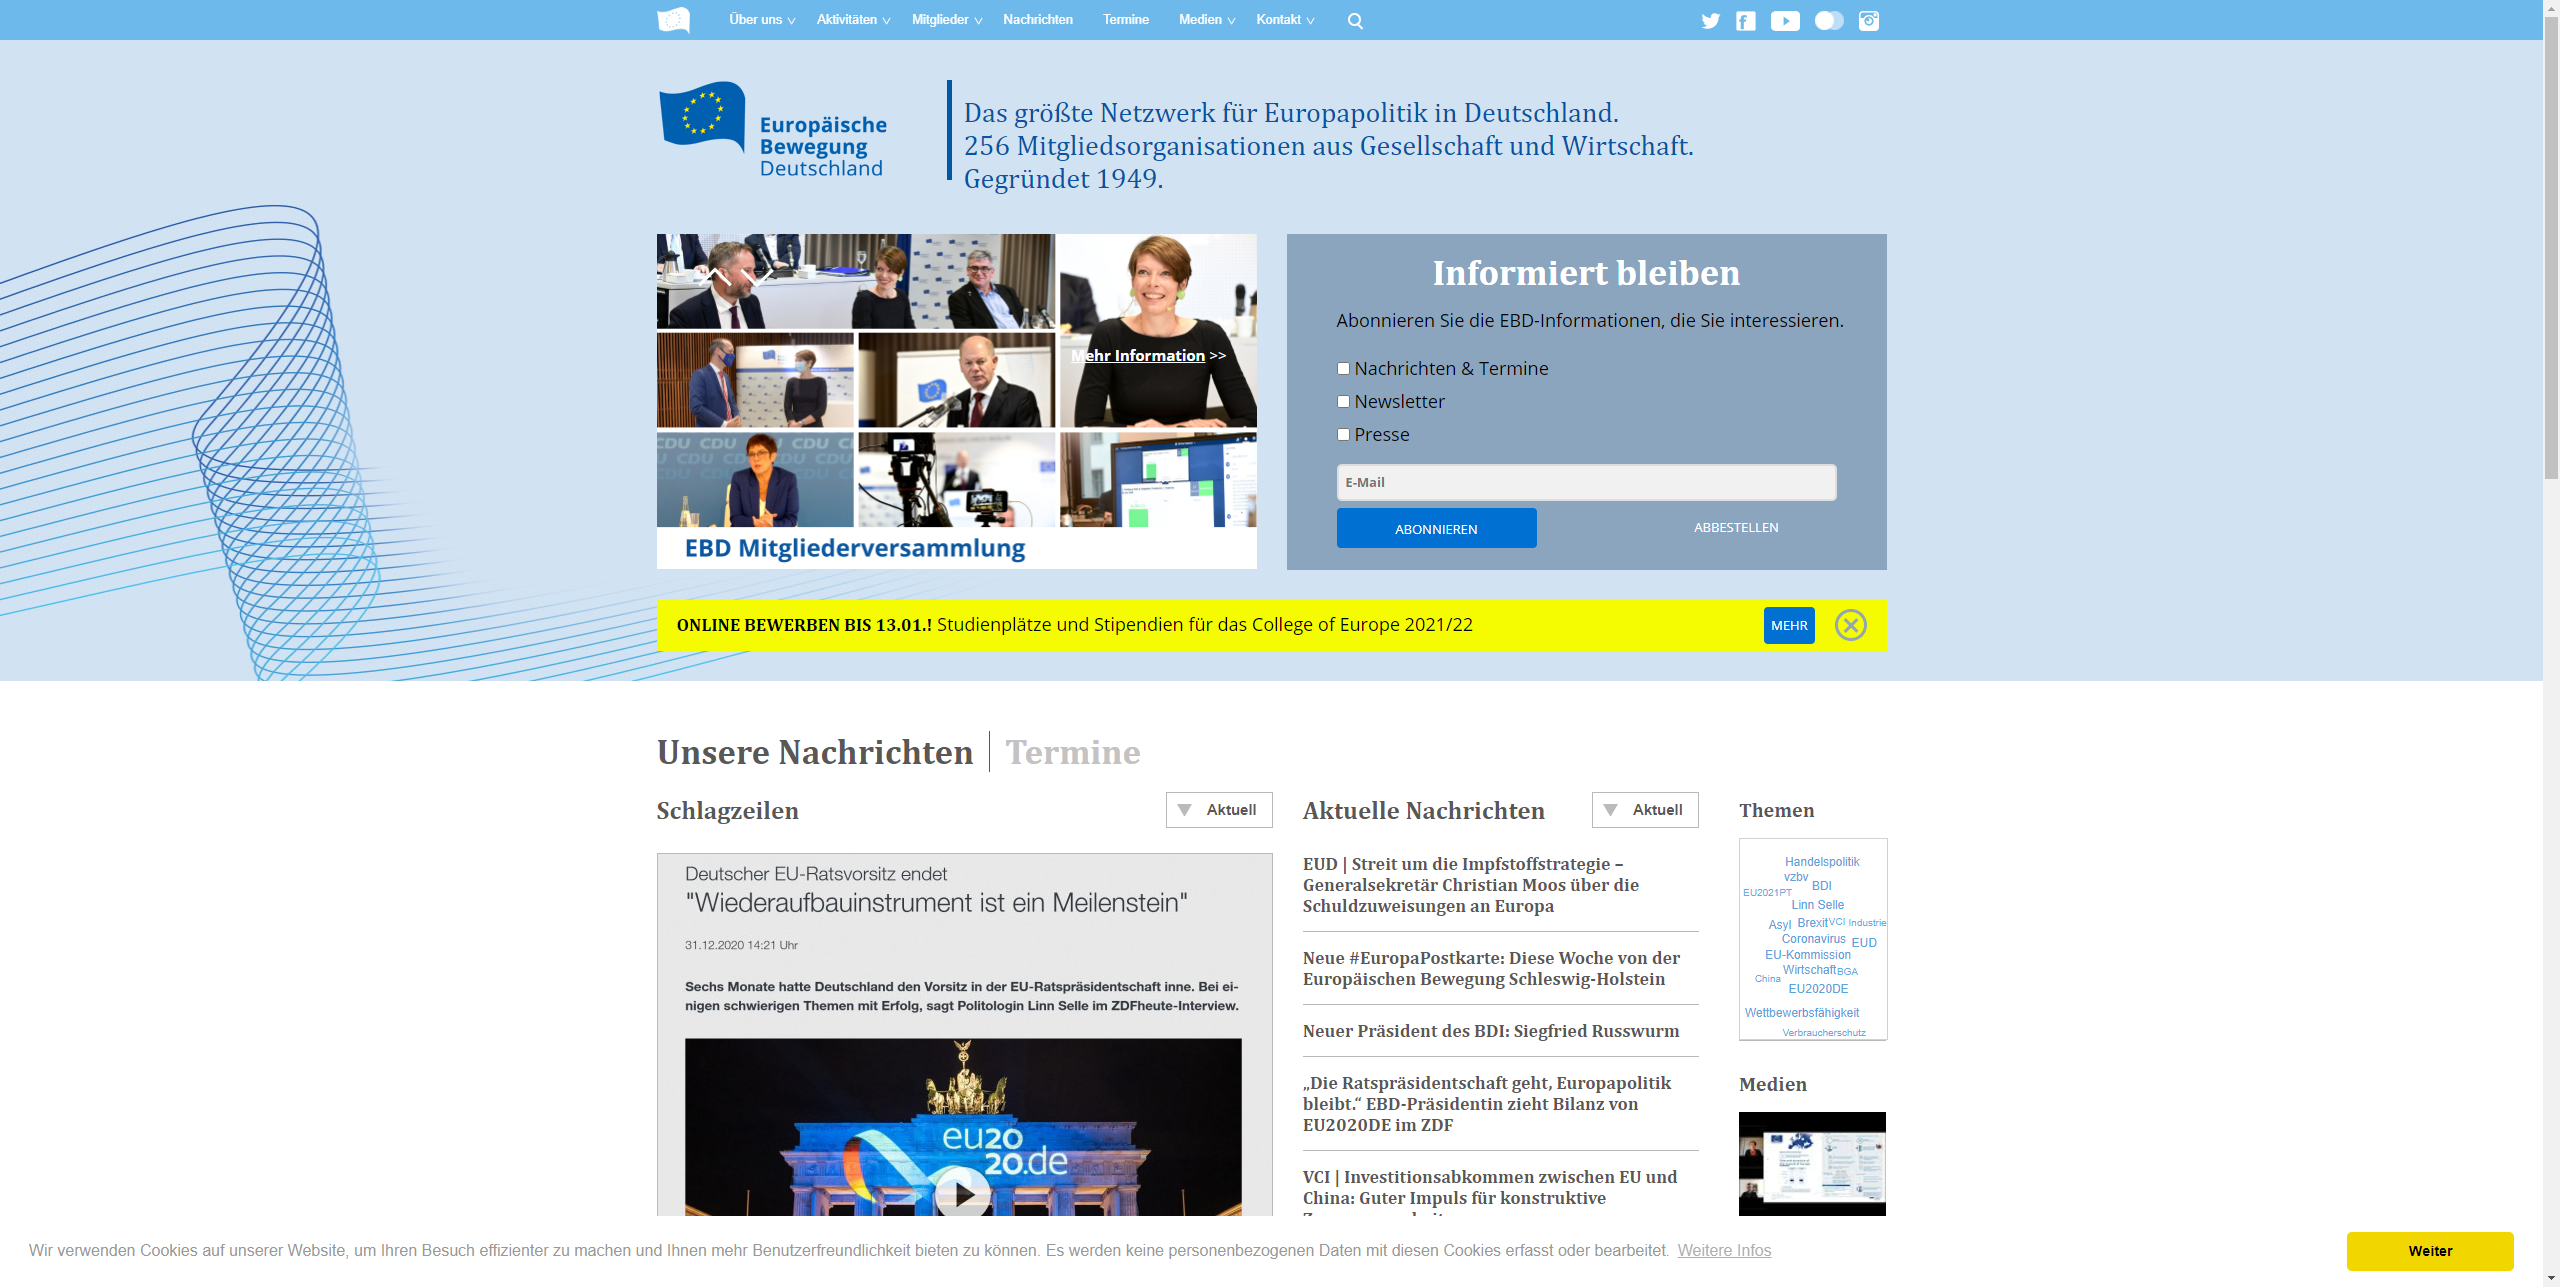 Über uns
Aktivitäten
Mitglieder
Nachrichten
Termine
Medien
Kontakt
Europäische
Bewegung
Deutschland
Das größte Netzwerk für Europapolitik in Deutschland.
256 Mitgliedsorganisationen aus Gesellschaft und Wirtschaft.
Gegründet 1949.
Mehr Information >>
CDU CDU CDU
EBD Mitgliederversammlung
Informiert bleiben
Abonnieren Sie die EBD-Informationen, die Sie interessieren.
Nachrichten & Termine
Newsletter
Presse
E-Mail
ABONNIEREN
ABBESTELLEN
ONLINE BEWERBEN BIS 13.01.! Studienplätze und Stipendien für das College of Europe 2021/22
MEHR
Unsere Nachrichten
Termine
Schlagzeilen
Aktuell
Deutscher EU-Ratsvorsitz endet
"Wiederaufbauinstrument ist ein Meilenstein"
31.12.2020 14:21 Uhr
Sechs Monate hatte Deutschland den Vorsitz in der EU-Ratspräsidentschaft inne. Bei ei-
nigen schwierigen Themen mit Erfolg, sagt Politologin Linn Selle im ZDFheute-Interview.
eu20
20.de
Aktuelle Nachrichten
Aktuell
EUD | Streit um die Impfstoffstrategie –
Generalsekretär Christian Moos über die
Schuldzuweisungen an Europa
Neue #EuropaPostkarte: Diese Woche von der
Europäischen Bewegung Schleswig-Holstein
Neuer Präsident des BDI: Siegfried Russwurm
„Die Ratspräsidentschaft geht, Europapolitik
bleibt.“ EBD-Präsidentin zieht Bilanz von
EU2020DE im ZDF
VCI | Investitionsabkommen zwischen EU und
China: Guter Impuls für konstruktive
Themen
Handelspolitik
vzbv
BDI
EU2021PT
Linn Selle
Asyl
Brexit
VCI
Industrie
Coronavirus
EUD
EU-Kommission
Wirtschaft
BGA
China
EU2020DE
Wettbewerbsfähigkeit
Verbraucherschutz
Medien
Wir verwenden Cookies auf unserer Website, um Ihren Besuch effizienter zu machen und Ihnen mehr Benutzerfreundlichkeit bieten zu können. Es werden keine personenbezogenen Daten mit diesen Cookies erfasst oder bearbeitet. Weitere Infos
Weiter